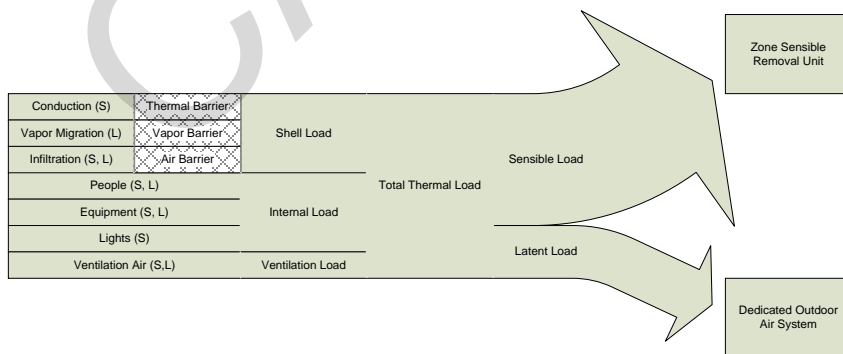 Conduction (S)
Thermal Barrier
Vapor Migration (L)
Vapor Barrier
Infiltration (S, L)
Air Barrier
People (S, L)
Equipment (S, L)
Lights (S)
Ventilation Air (S,L)
Shell Load
Internal Load
Ventilation Load
Total Thermal Load
Sensible Load
Latent Load
Zone Sensible
Removal Unit
Dedicated Outdoor
Air System